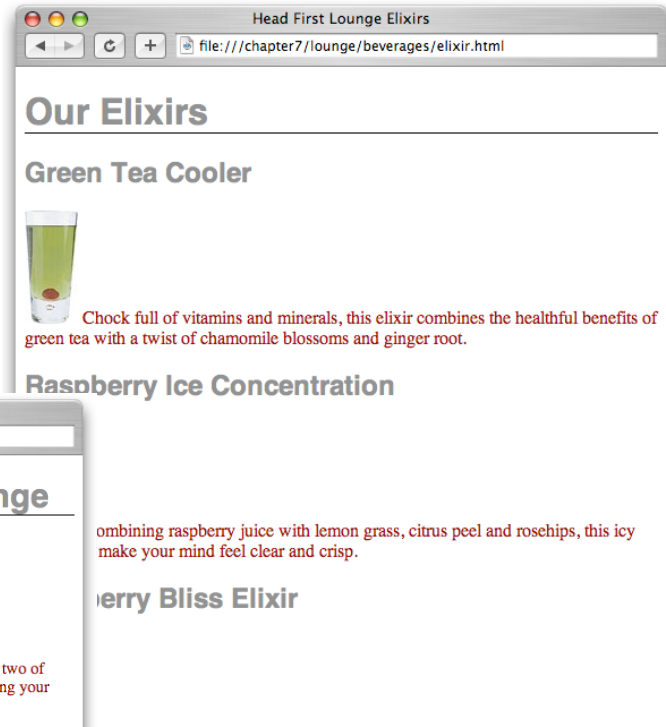 Head First Lounge Elixirs
file:///chapter7/lounge/beverages/elixir.html
Our Elixirs
Green Tea Cooler
Chock full of vitamins and minerals, this elixir combines the healthful benefits of
green tea with a twist of chamomile blossoms and ginger root.
Raspberry Ice Concentration
ombining raspberry juice with lemon grass, citrus peel and rosehips, this icy
make your mind feel clear and crisp.
erry Bliss Elixir
nge
two of
ng your